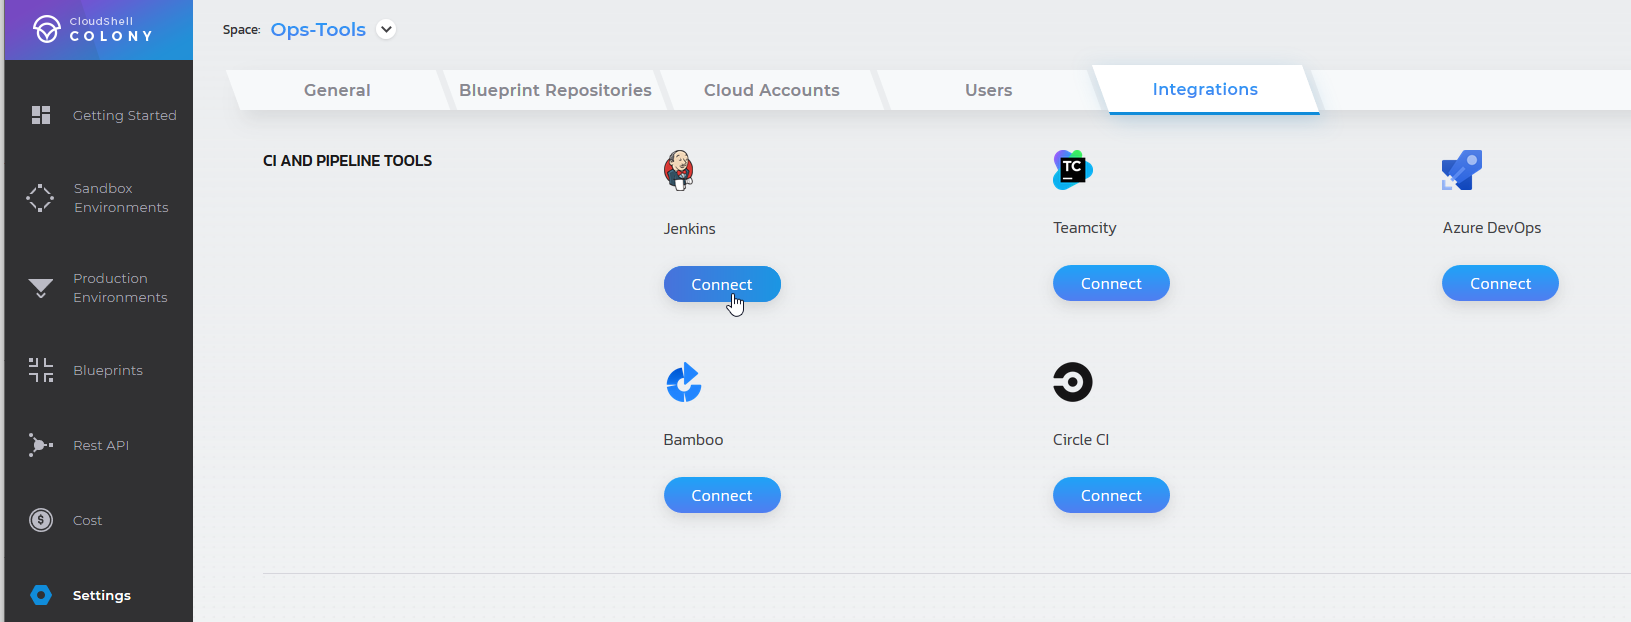 CloudShell
COLONY
Space: Ops-Tools
General Blueprint Repositories Cloud Accounts Users Integrations
Getting Started
Sandbox
Environments
Production
Environments
Blueprints
Rest API
Cost
$
Settings
CI AND PIPELINE TOOLS
TC
Jenkins Teamcity Azure DevOps
Connect Connect Connect
Bamboo Circle CI
Connect Connect